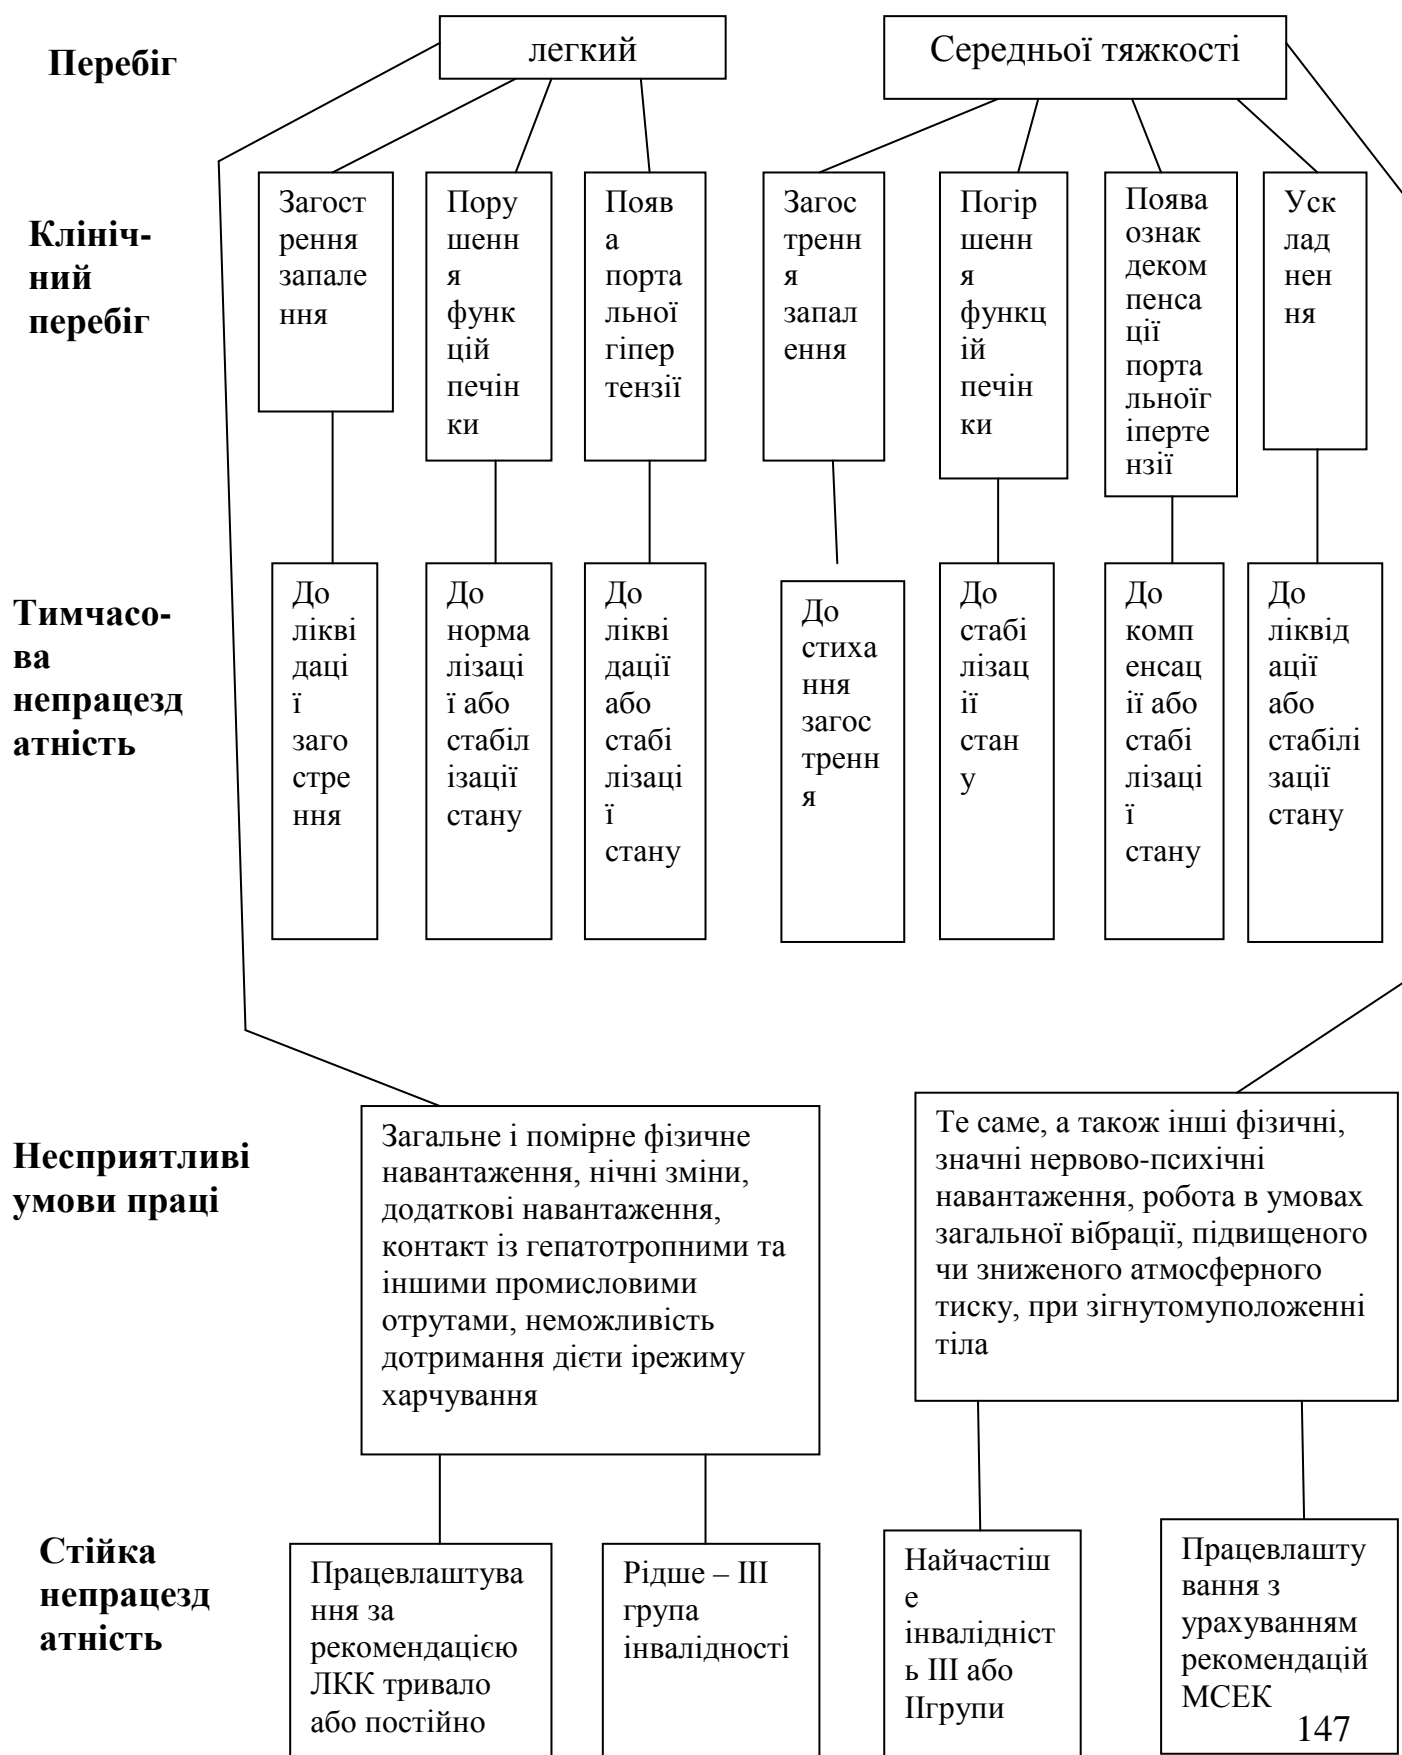 Перебіг
легкий
Середньої тяжкості
Клініч-
ний
перебіг
Загост
рення
запале
ння
Пору
шенн
я
функ
цій
печін
ки
Появ
а
порта
льної
гіпер
тензії
Загос
трення
запал
ення
Погір
шенн
я
функц
ій
печін
ки
Поява
ознак
деком
пенса
ції
порта
льноїг
іперте
нзії
Уск
лад
нен
ня
Тимчасо-
ва
непрацезд
атність
До
лікві
даці
ї
заго
стре
ння
До
норма
лізаці
ї або
стабіл
ізації
стану
До
лікві
дації
або
стабі
лізаці
ї
стану
До
стиха
ння
загос
тренн
я
До
стабі
лізац
ії
стан
у
До
комп
енсац
ії або
стабі
лізаці
ї
стану
До
ліквід
ації
або
стабілі
зації
стану
Несприятливі
умови праці
Загальне і помірне фізичне
навантаження, нічні зміни,
додаткові навантаження,
контакт із гепатотропними та
іншими промисловими
отрутами, неможливість
дотримання дієти ірежиму
харчування
Те саме, а також інші фізичні,
значні нервово-психічні
навантаження, робота в умовах
загальної вібрації, підвищеного
чи зниженого атмосферного
тиску, при зігнутомуположенні
тіла
Стійка
непрацезд
атність
Працевлаштува
ння за
рекомендацією
ЛКК тривало
або постійно
Рідше – III
група
інвалідності
Найчастіш
е
інвалідніст
ь III або
IIгрупи
Працевлашту
вання з
урахуванням
рекомендацій
МСЕК
147